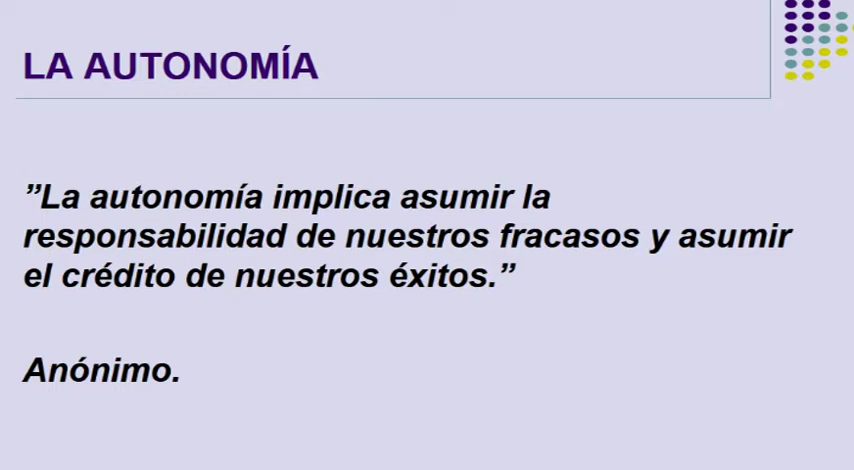 LA AUTONOMÍA
”La autonomía implica asumir la
responsabilidad de nuestros fracasos y asumir
el crédito de nuestros éxitos.”
Anónimo.